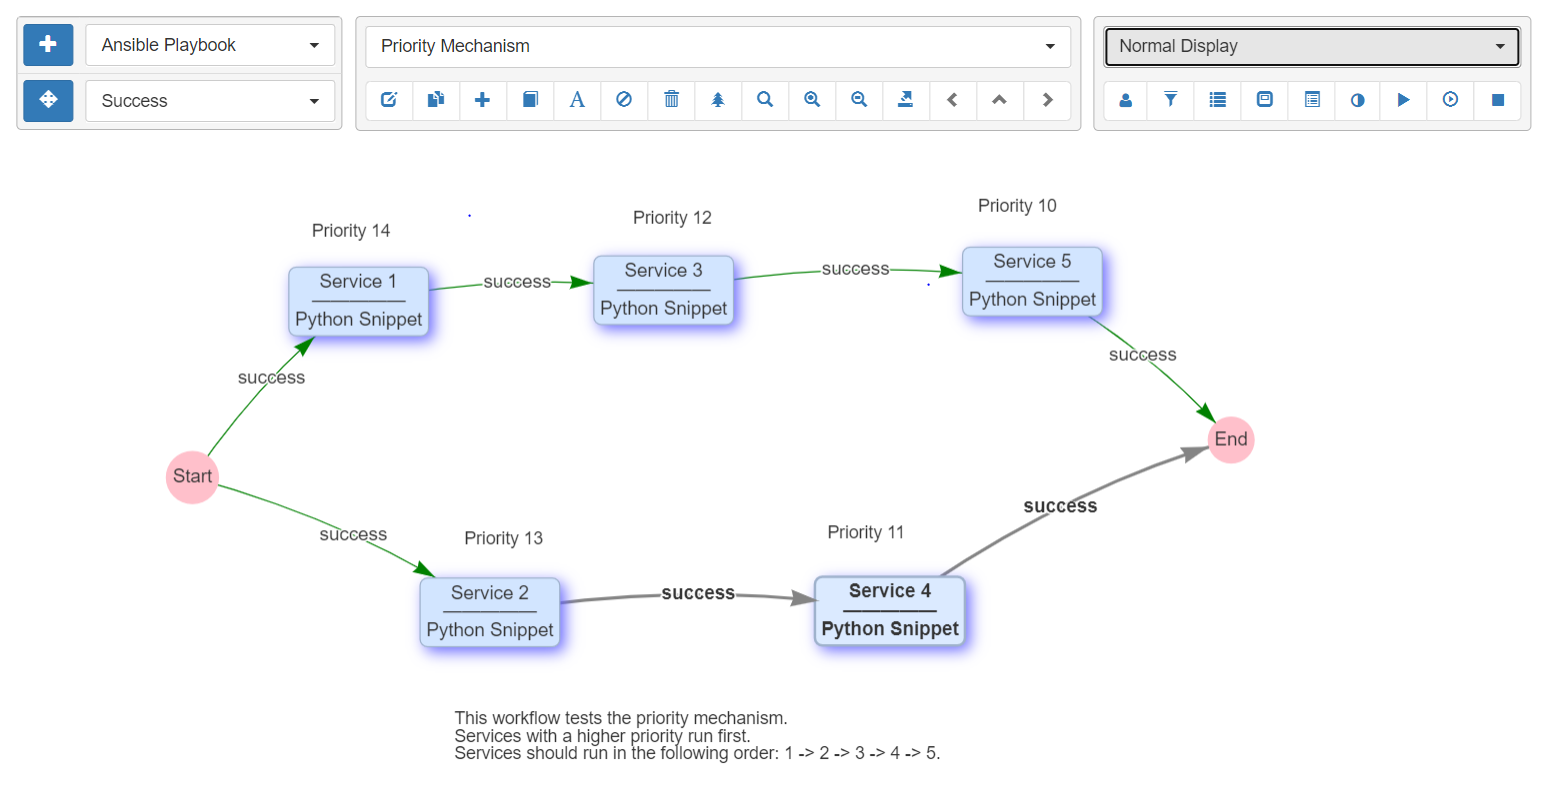 Ansible Playbook
Success
Priority Mechanism
Normal Display
Priority 14
Priority 12
Priority 10
Service 1
Python Snippet
success
Service 3
Python Snippet
success
Service 5
Python Snippet
success
success
End
Start
success
success
Priority 13
Priority 11
Service 2
Python Snippet
success
Service 4
Python Snippet
This workflow tests the priority mechanism.
Services with a higher priority run first.
Services should run in the following order: 1 -> 2 -> 3 -> 4 -> 5.